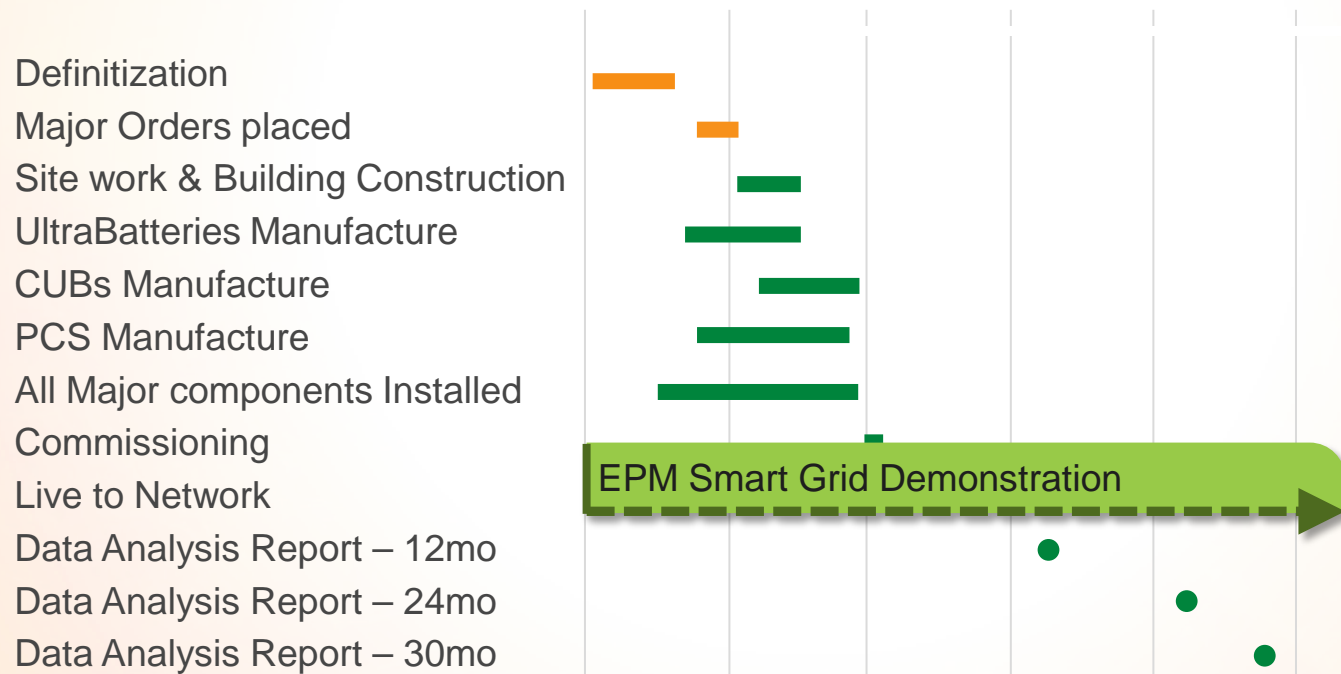 Definitization
Major Orders placed
Site work & Building Construction
UltraBatteries Manufacture
CUBs Manufacture
PCS Manufacture
All Major components Installed
Commissioning
EPM Smart Grid Demonstration
Live to Network
Data Analysis Report – 12mo
Data Analysis Report – 24mo
Data Analysis Report – 30mo